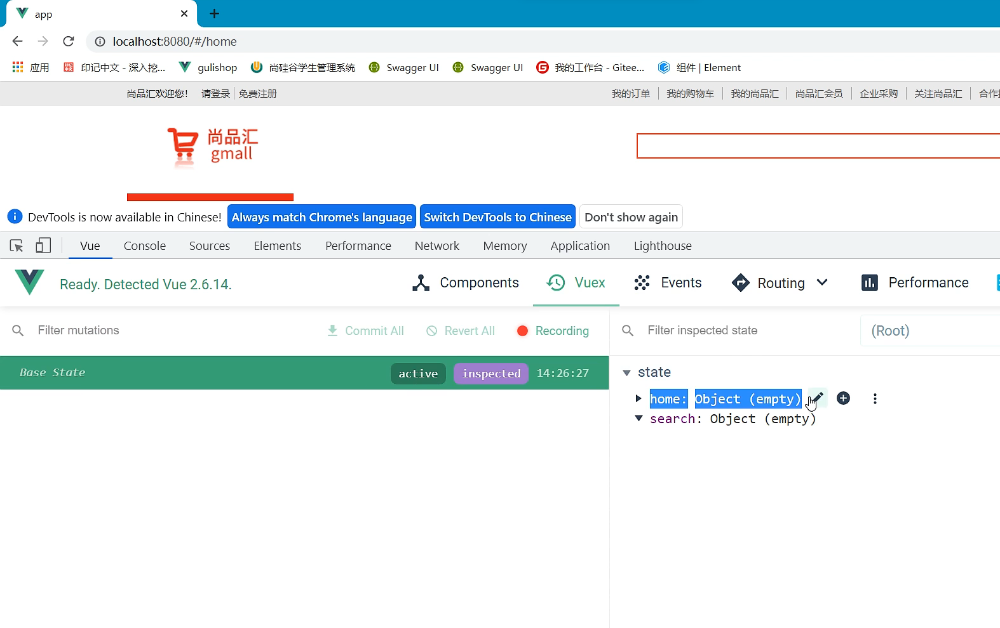 app
localhost:8080/#/home
应用 印记中文 - 深入挖... gulishop 尚硅谷学生管理系统 Swagger UI Swagger UI 我的工作台 - Gitee... 组件 | Element
尚品汇欢迎您! 请登录 免费注册 我的订单 我的购物车 我的尚品汇 尚品汇会员 企业采购 关注尚品汇 合作
尚品汇
gmall
DevTools is now available in Chinese! Always match Chrome's language Switch DevTools to Chinese Don't show again
Vue Console Sources Elements Performance Network Memory Application Lighthouse
Ready. Detected Vue 2.6.14. Components Vuex Events Routing Performance
Filter mutations Commit All Revert All Recording Filter inspected state (Root)
Base State active inspected 14:26:27 state
home: Object (empty)
search: Object (empty)